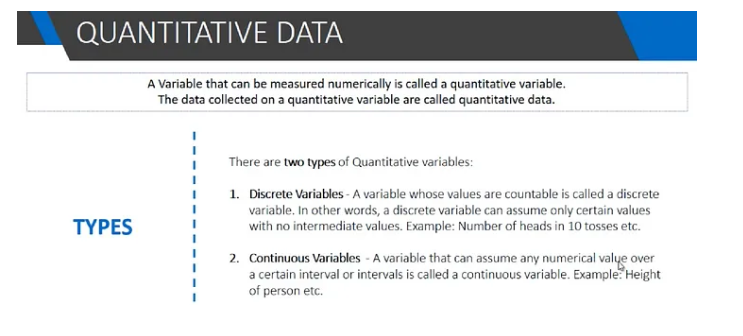 QUANTITATIVE DATA
A Variable that can be measured numerically is called a quantitative variable.
The data collected on a quantitative variable are called quantitative data.
TYPES
There are two types of Quantitative variables:
1. Discrete Variables - A variable whose values are countable is called a discrete
variable. In other words, a discrete variable can assume only certain values
with no intermediate values. Example: Number of heads in 10 tosses etc.
2. Continuous Variables - A variable that can assume any numerical value over
a certain interval or intervals is called a continuous variable. Example: Height
of person etc.